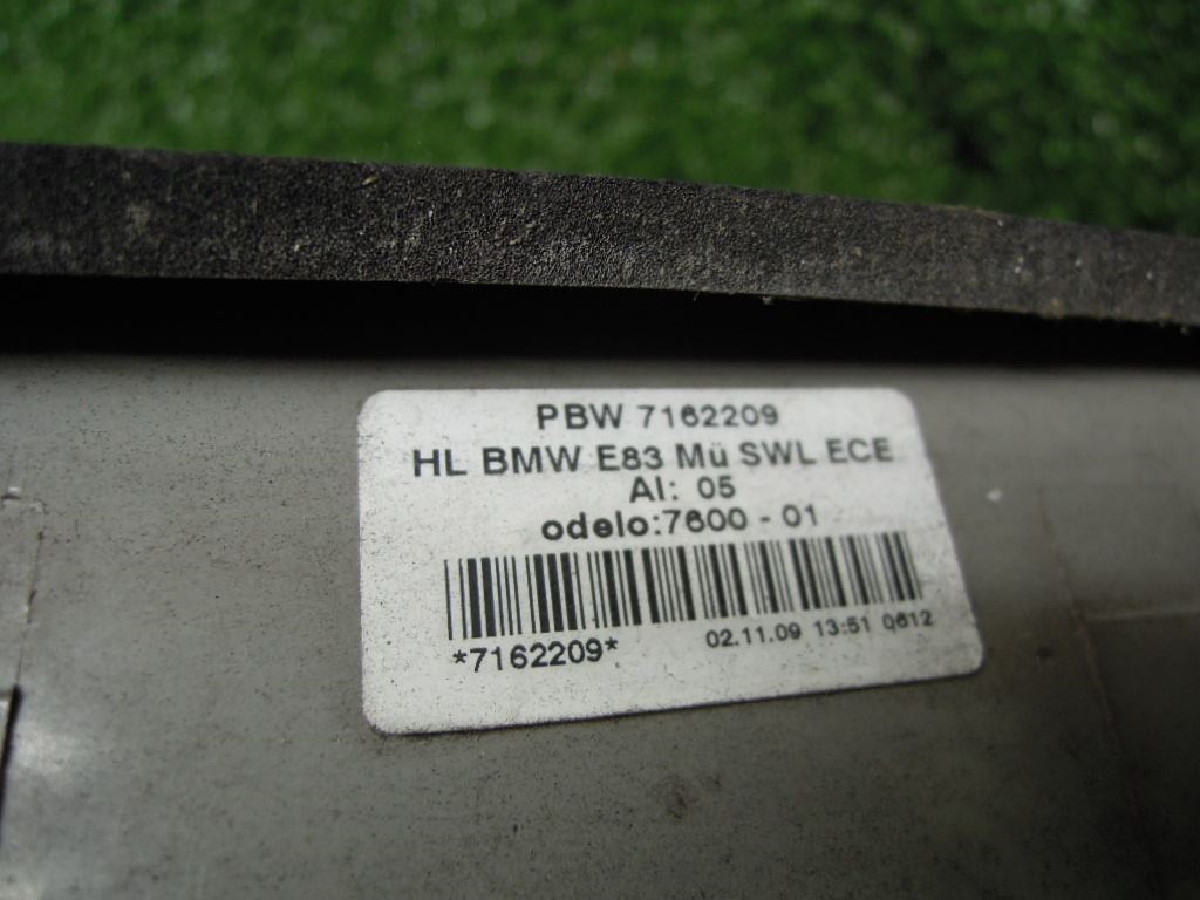 PBW 7162209
HL BMW E83 Mü SWL ECE
AI: 05
odelo:7600 - 01
*7162209*
02.11.09 13:51 0612